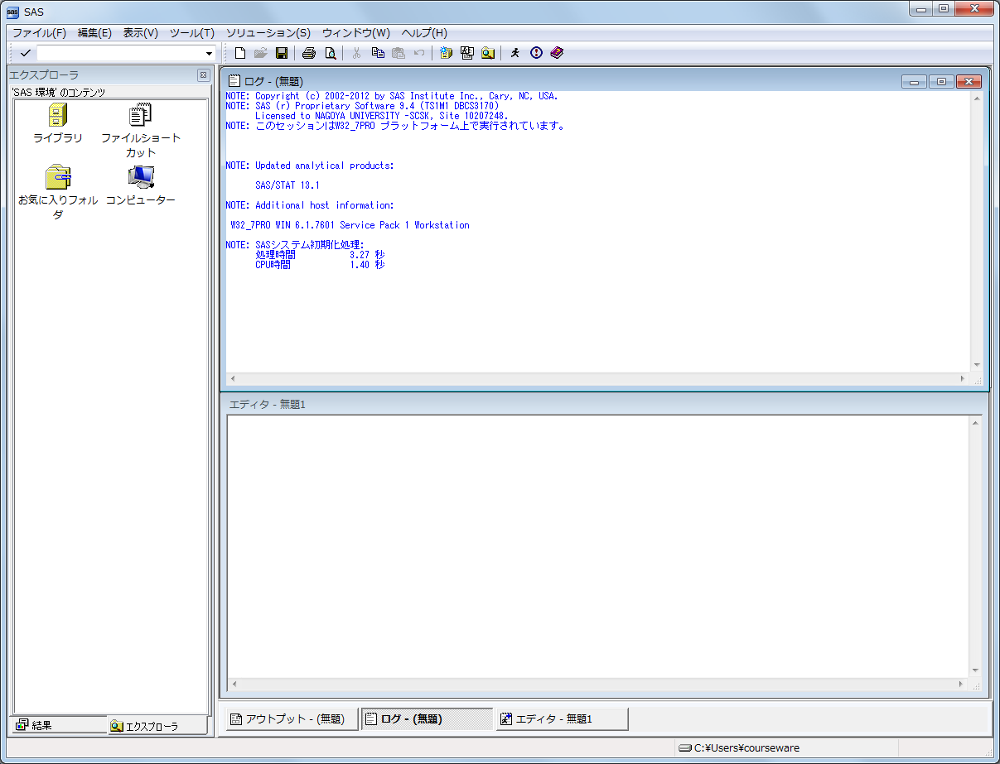 SAS
ファイル(F) 編集(E) 表示(V) ツール(T) ソリューション(S) ウィンドウ(W) ヘルプ(H)
エクスプローラ
'SAS 環境' のコンテンツ
ライブラリ
ファイルショート
カット
お気に入りフォル
ダ
コンピューター
結果
エクスプローラ
ログ - (無題)
NOTE: Copyright (c) 2002-2012 by SAS Institute Inc., Cary, NC, USA.
NOTE: SAS (r) Proprietary Software 9.4 (TS1M1 DBCS3170)
Licensed to NAGOYA UNIVERSITY -SCSK, Site 10207248.
NOTE: このセッションはW32_7PRO プラットフォーム上で実行されています。
NOTE: Updated analytical products:
SAS/STAT 13.1
NOTE: Additional host information:
W32_7PRO WIN 6.1.7601 Service Pack 1 Workstation
NOTE: SASシステム初期化処理:
処理時間 3.27 秒
CPU時間 1.40 秒
エディタ - 無題1
アウトプット - (無題) ログ - (無題) エディタ - 無題1
C:¥Users¥courseware